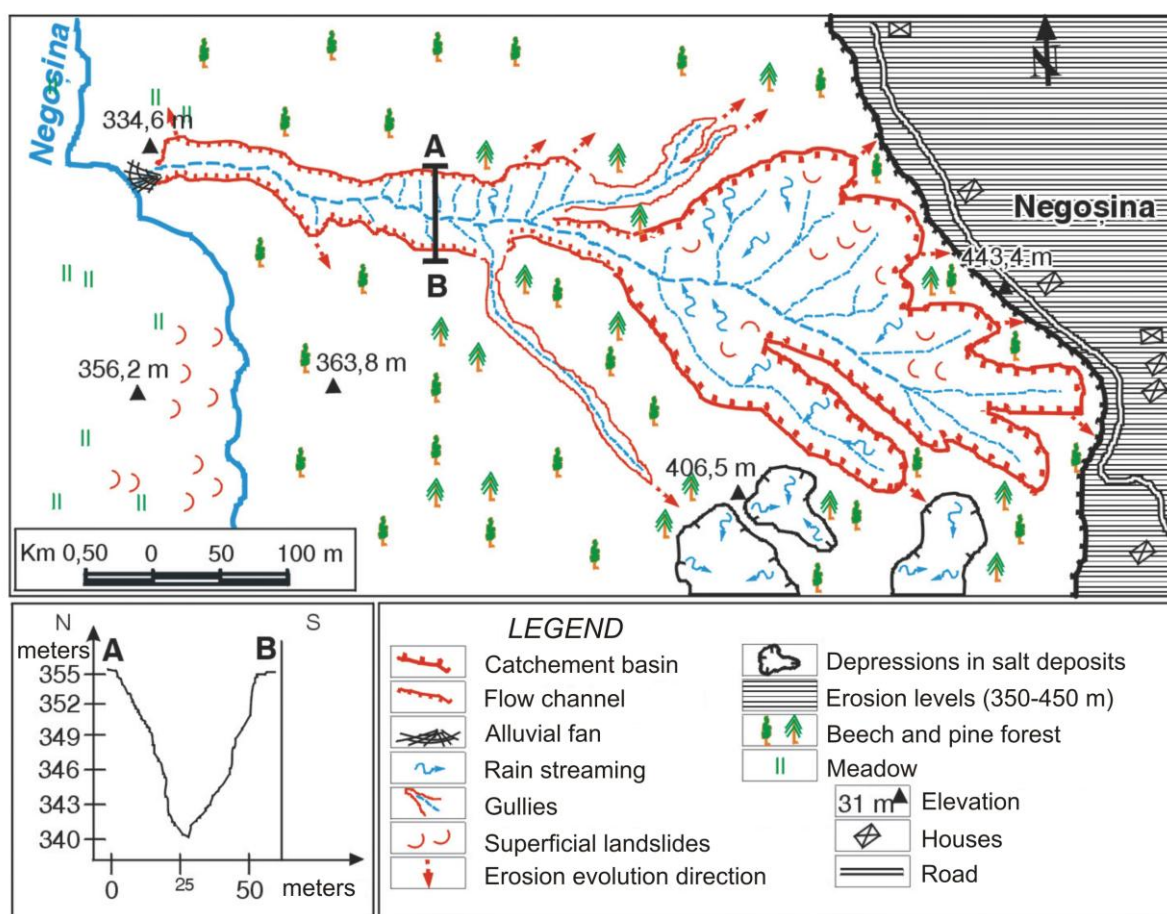 N
Negoșina
334,6 m
A
B
Negoșina
443,4 m
356,2 m
363,8 m
406,5 m
Km 0,50 0 50 100 m
N S
meters A B
355
352
349
346
343
340
0 25 50 meters
LEGEND
Catchement basin
Flow channel
Alluvial fan
Rain streaming
Gullies
Superficial landslides
Erosion evolution direction
Depressions in salt deposits
Erosion levels (350-450 m)
Beech and pine forest
Meadow
31 m Elevation
Houses
Road